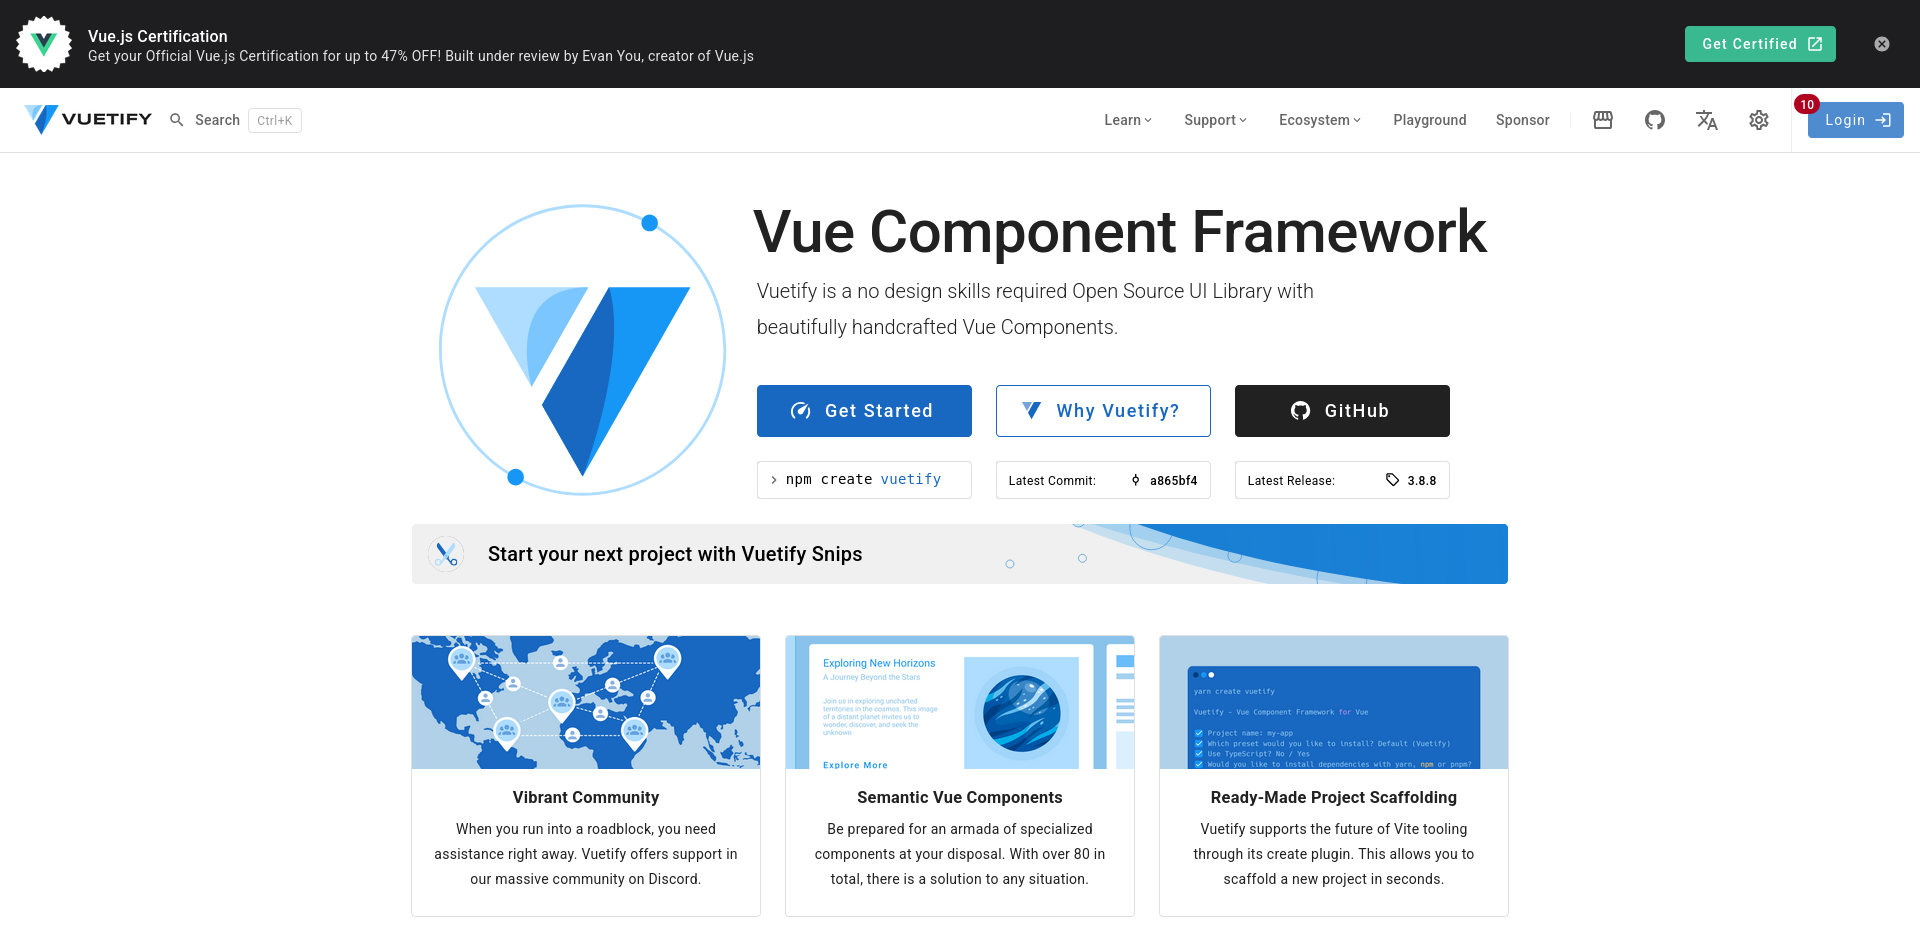 Vue.js Certification
Get your Official Vue.js Certification for up to 47% OFF! Built under review by Evan You, creator of Vue.js
Get Certified
VUETIFY
Search
Ctrl+K
Learn
Support
Ecosystem
Playground
Sponsor
10
Login
Vue Component Framework
Vuetify is a no design skills required Open Source UI Library with
beautifully handcrafted Vue Components.
Get Started
Why Vuetify?
GitHub
npm create vuetify
Latest Commit:
a865bf4
Latest Release:
3.8.8
Start your next project with Vuetify Snips
Exploring New Horizons
A Journey Beyond the Stars
Join us in exploring uncharted
territories in the cosmos. This image
of a distant planet invites us to
wonder, discover, and seek the
unknown.
Explore More
yarn create vuetify
Vuetify - Vue Component Framework for Vue
Project name: my-app
Which preset would you like to install? Default (Vuetify)
Use TypeScript? No / Yes
Would you like to install dependencies with yarn, npm or pnpm?
Vibrant Community
When you run into a roadblock, you need
assistance right away. Vuetify offers support in
our massive community on Discord.
Semantic Vue Components
Be prepared for an armada of specialized
components at your disposal. With over 80 in
total, there is a solution to any situation.
Ready-Made Project Scaffolding
Vuetify supports the future of Vite tooling
through its create plugin. This allows you to
scaffold a new project in seconds.